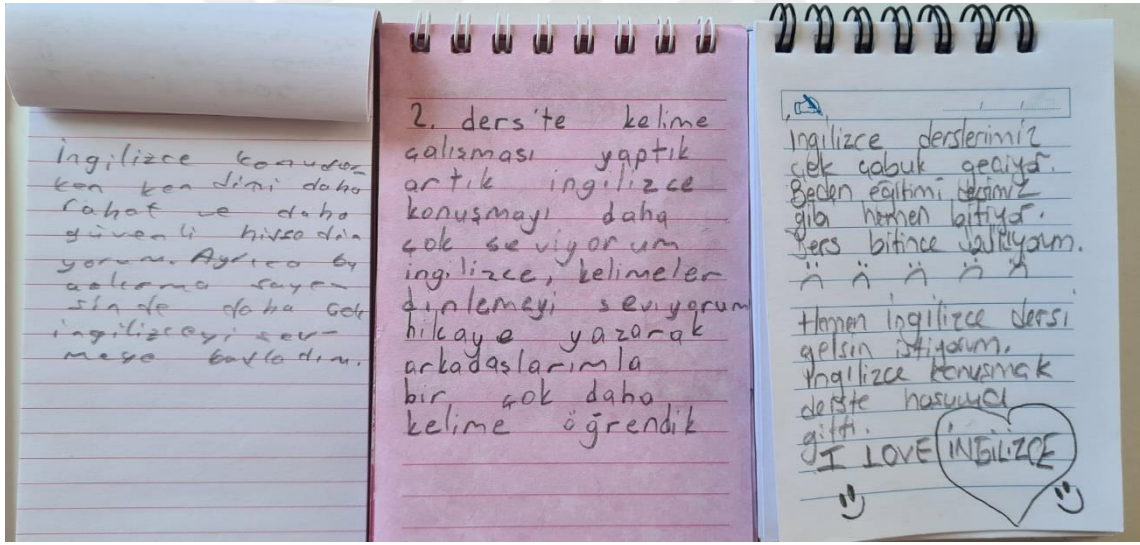 ingilizce konuşur-
ken kendimi daha
rahat ve daha
güvenli hissedi
yorum. Ayrıca bu
saye-
sinde daha çok
ingilizceyi sev-
meye başladım.
2. ders'te kelime
çalışması yaptık
artık ingilizce
konuşmayı daha
çok seviyorum
ingilizce, kelimeler
dinlemeyi seviyorum
hikaye yazarak
arkadaşlarımla
bir çok daha
kelime öğrendik
İngilizce derslerimiz
çok çabuk geçiyor.
Beden eğitimi dersimiz
gibi hemen bitiyor.
Ders bitince
Hemen İngilizce dersi
gelsin istiyorum.
İngilizce konuşmak
derste hoşuma
gitti.
I LOVE İNGİLİZCE